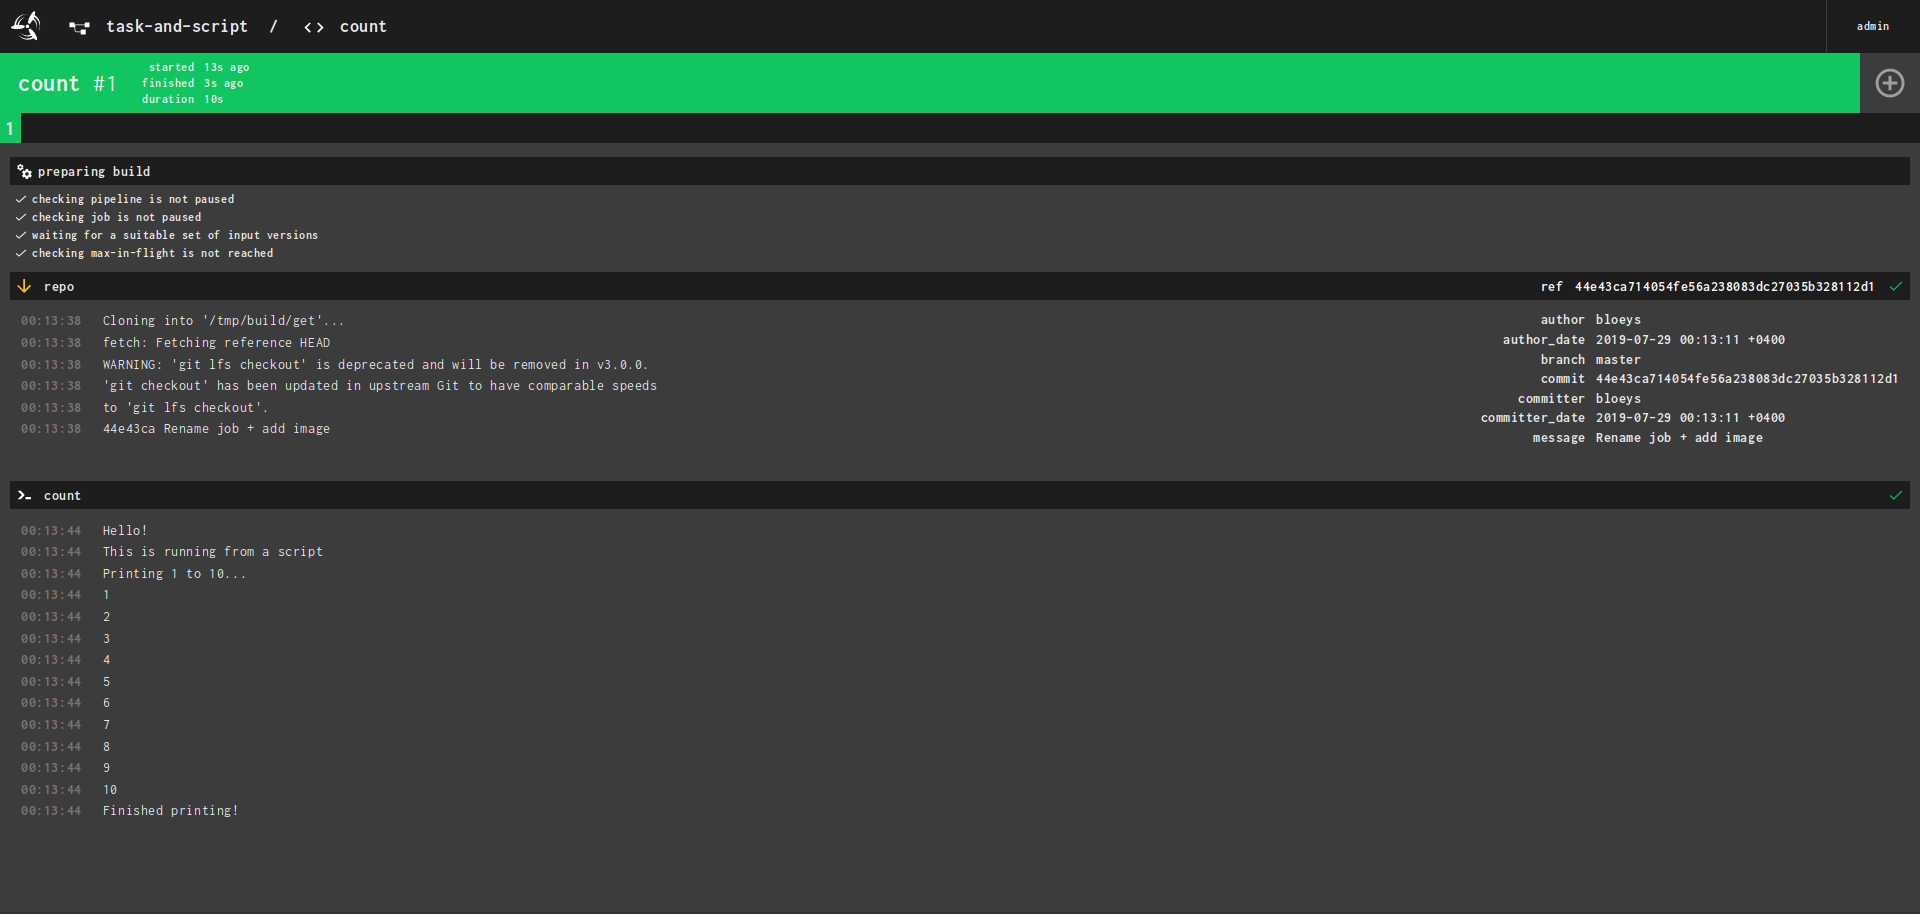 task-and-script / <> count
admin
count #1
started 13s ago
finished 3s ago
duration 10s
1
preparing build
checking pipeline is not paused
checking job is not paused
waiting for a suitable set of input versions
checking max-in-flight is not reached
repo
ref 44e43ca714054fe56a238083dc27035b328112d1
00:13:38 Cloning into '/tmp/build/get'...
00:13:38 fetch: Fetching reference HEAD
00:13:38 WARNING: 'git lfs checkout' is deprecated and will be removed in v3.0.0.
00:13:38 'git checkout' has been updated in upstream Git to have comparable speeds
00:13:38 to 'git lfs checkout'.
00:13:38 44e43ca Rename job + add image
author bloeys
author_date 2019-07-29 00:13:11 +0400
branch master
commit 44e43ca714054fe56a238083dc27035b328112d1
committer bloeys
committer_date 2019-07-29 00:13:11 +0400
message Rename job + add image
count
00:13:44 Hello!
00:13:44 This is running from a script
00:13:44 Printing 1 to 10...
00:13:44 1
00:13:44 2
00:13:44 3
00:13:44 4
00:13:44 5
00:13:44 6
00:13:44 7
00:13:44 8
00:13:44 9
00:13:44 10
00:13:44 Finished printing!